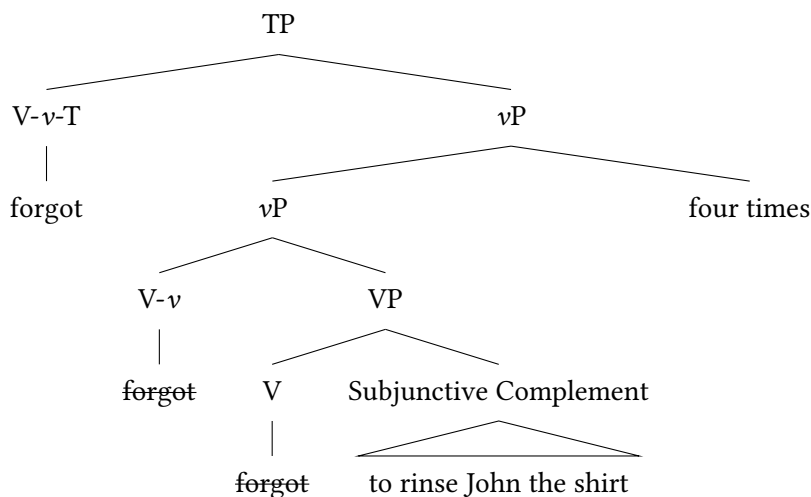 TP
V-v-T vP
forgot vP four times
V-v VP
forgot V Subjunctive Complement
forgot to rinse John the shirt